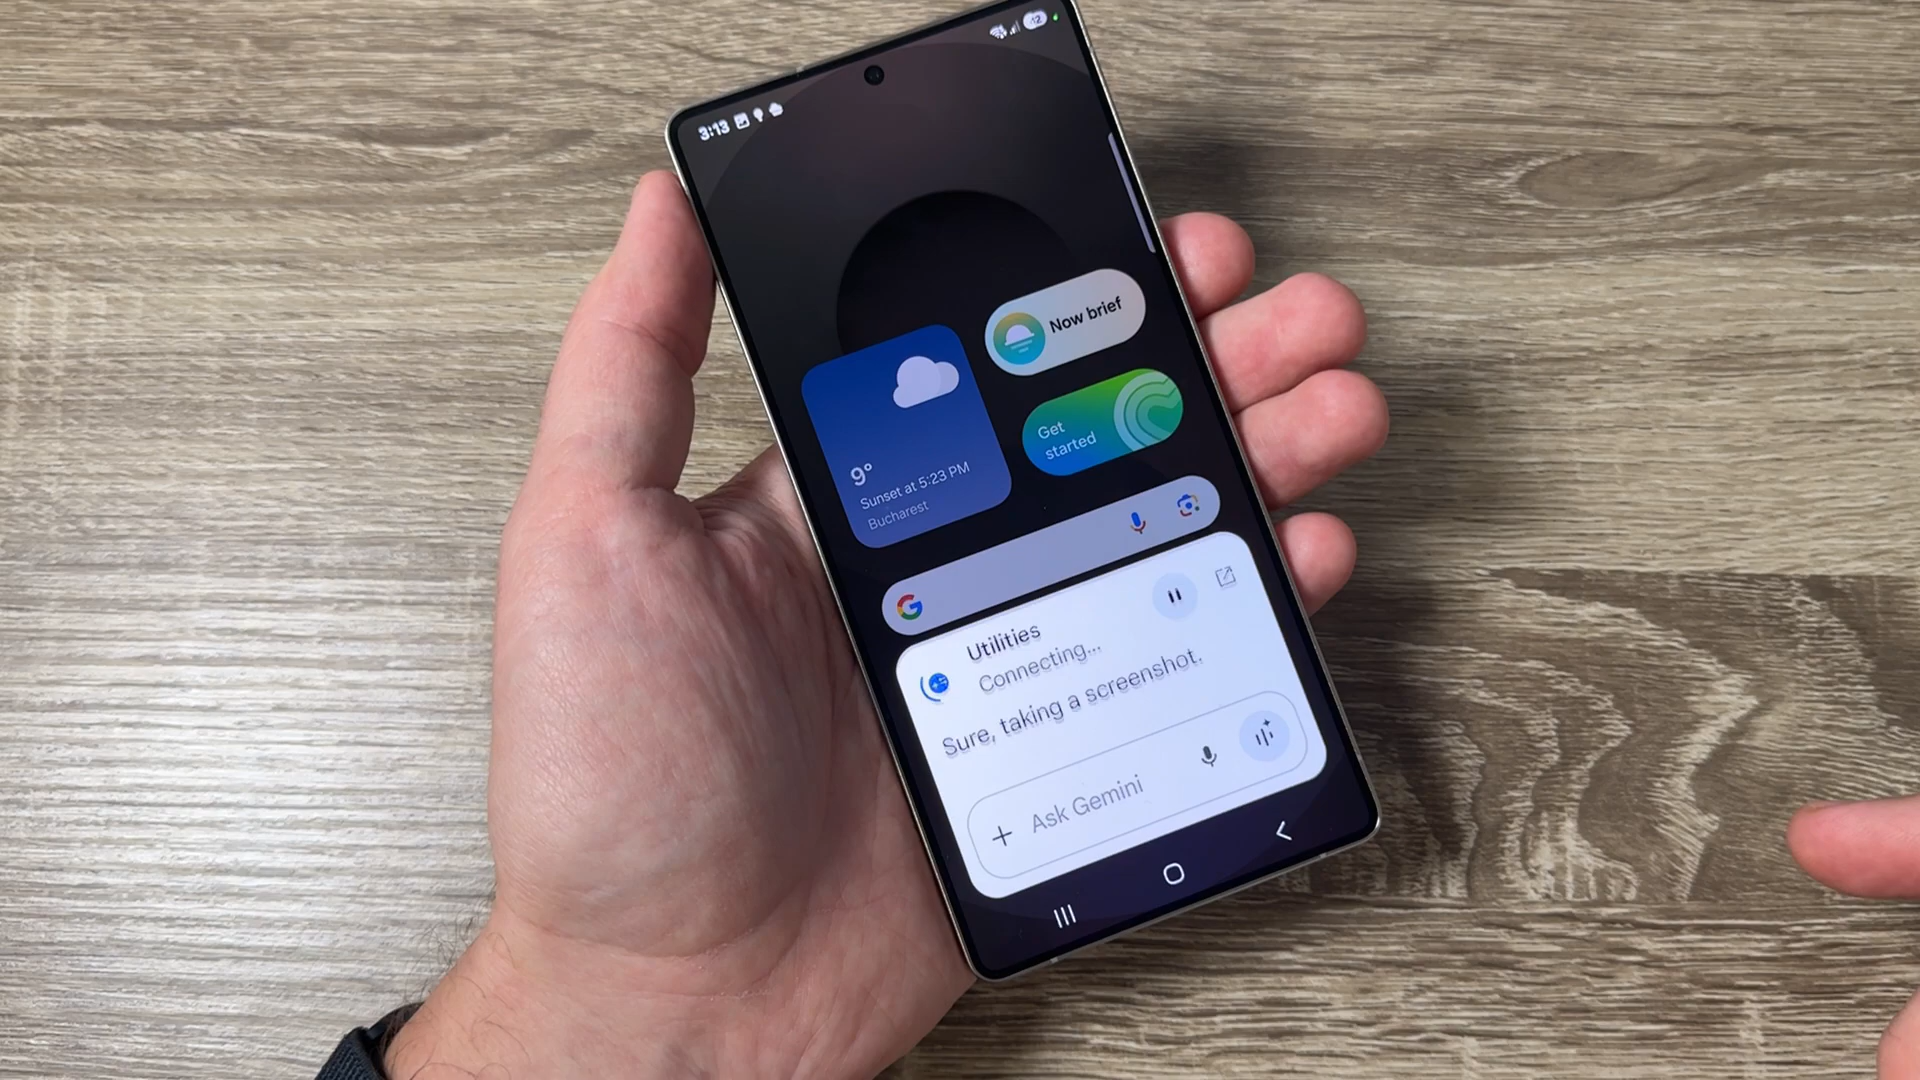 3:13
12
Now brief
Get
started
9°
Sunset at 5:23 PM
Bucharest
Utilities
Connecting...
Sure, taking a screenshot.
Ask Gemini